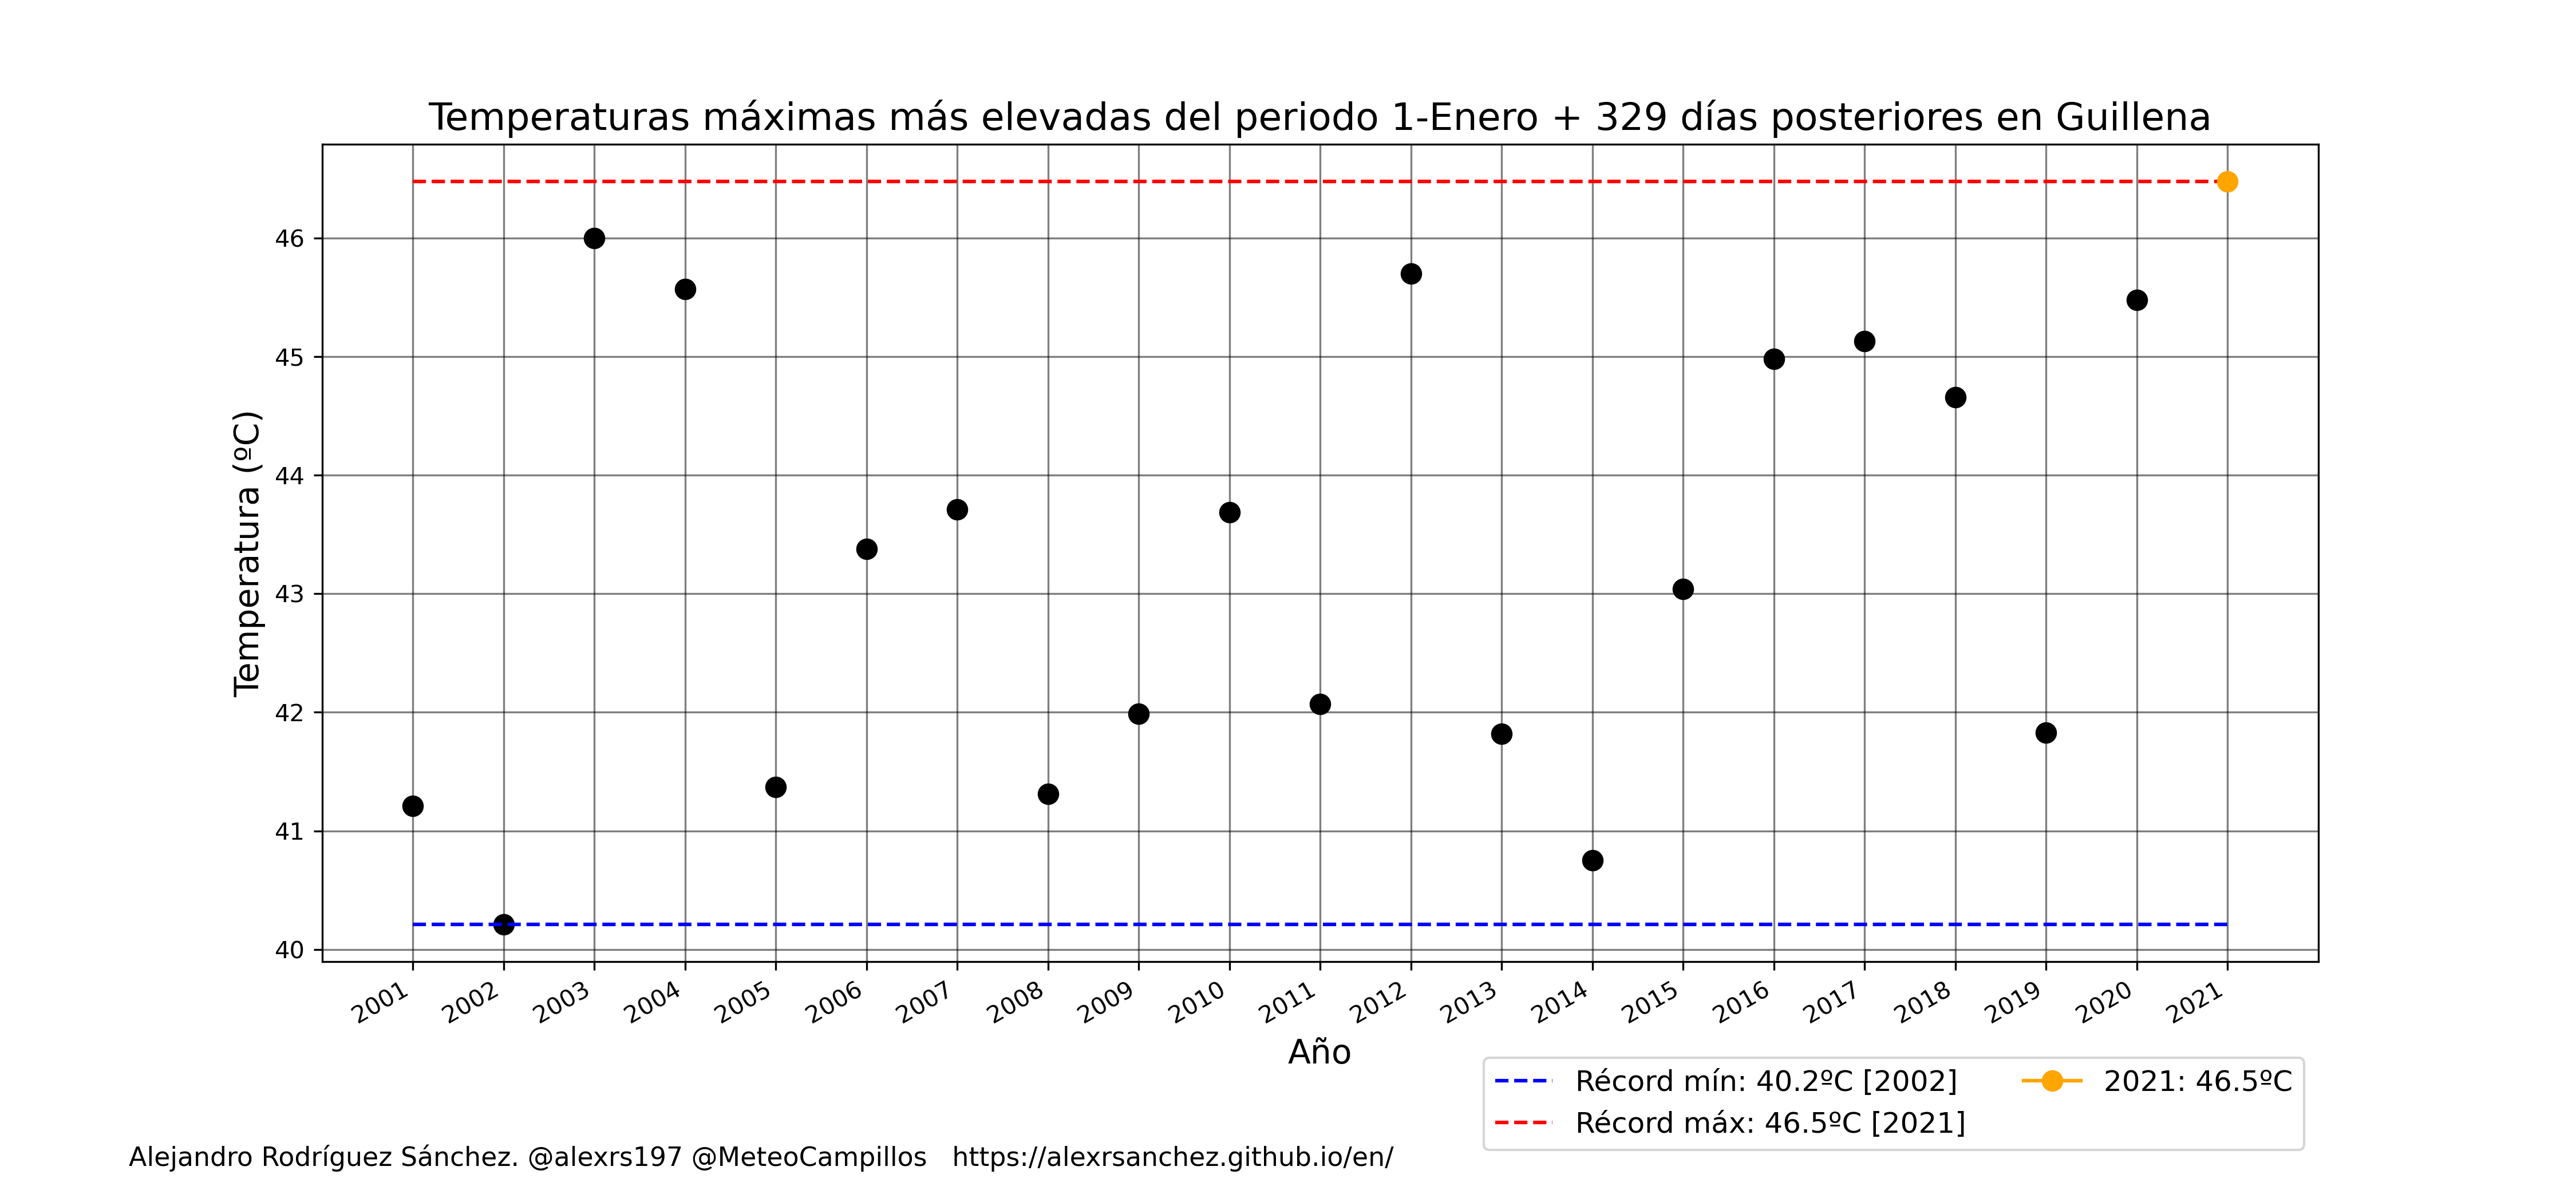 Temperaturas máximas más elevadas del periodo 1-Enero + 329 días posteriores en Guillena
Temperatura (ºC)
46
45
44
43
42
41
40
2001 2002 2003 2004 2005 2006 2007 2008 2009 2010 2011 2012 2013 2014 2015 2016 2017 2018 2019 2020 2021
Año
Récord mín: 40.2ºC [2002]
Récord máx: 46.5ºC [2021]
2021: 46.5ºC
Alejandro Rodríguez Sánchez. @alexrs197 @MeteoCampillos https://alexrsanchez.github.io/en/